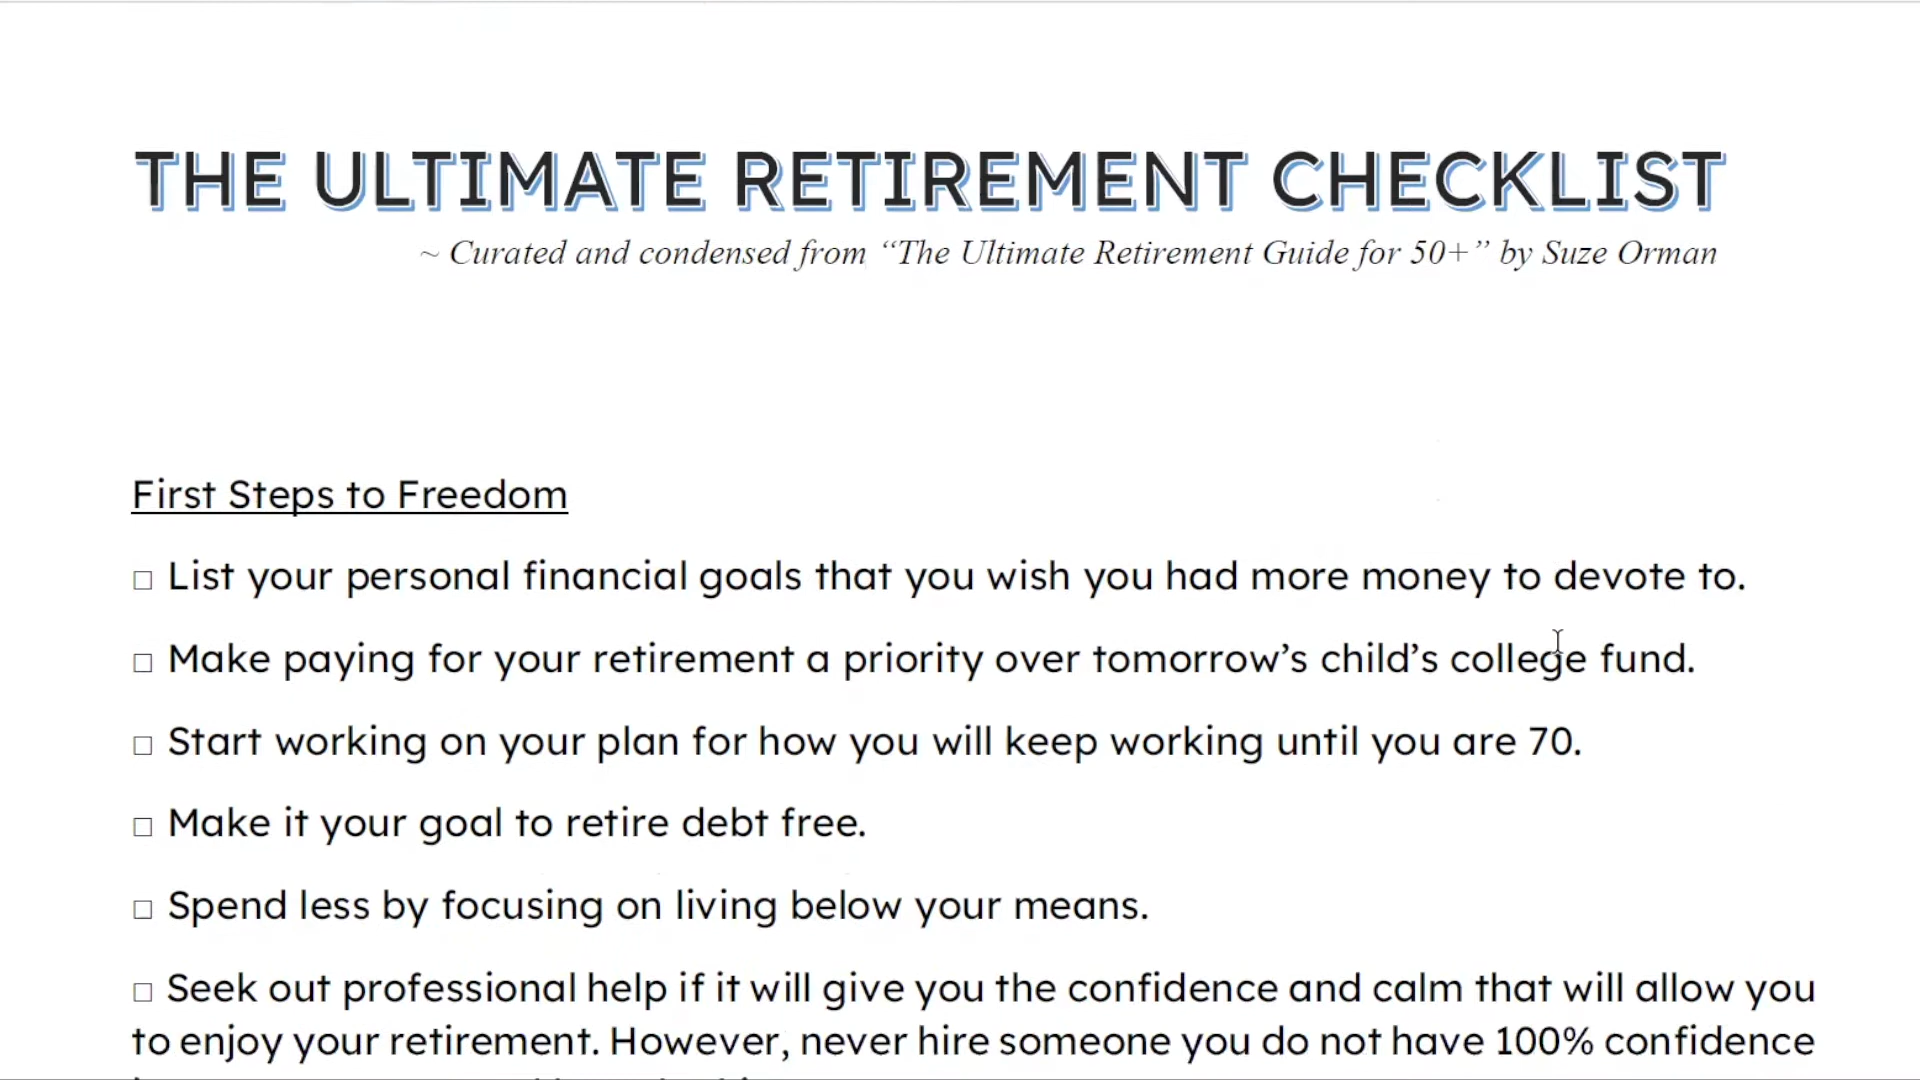 THE ULTIMATE RETIREMENT CHECKLIST
~ Curated and condensed from “The Ultimate Retirement Guide for 50+” by Suze Orman
First Steps to Freedom
□ List your personal financial goals that you wish you had more money to devote to.
□ Make paying for your retirement a priority over tomorrow’s child’s college fund.
□ Start working on your plan for how you will keep working until you are 70.
□ Make it your goal to retire debt free.
□ Spend less by focusing on living below your means.
□ Seek out professional help if it will give you the confidence and calm that will allow you
to enjoy your retirement. However, never hire someone you do not have 100% confidence